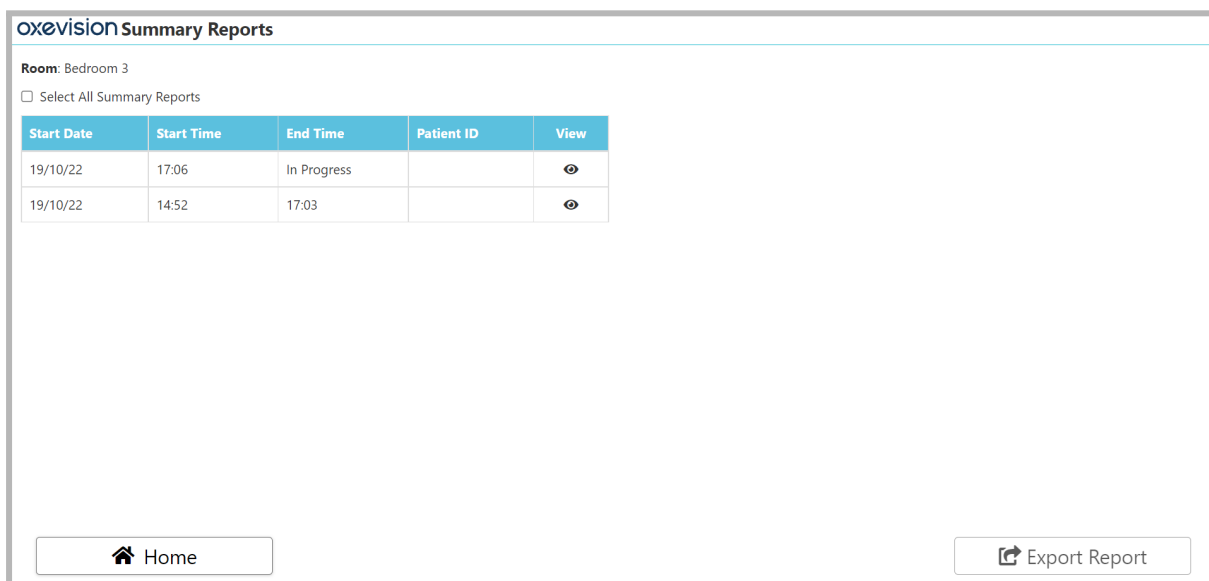 oxevision Summary Reports
Room: Bedroom 3
Select All Summary Reports
Start Date Start Time End Time Patient ID View
19/10/22 17:06 In Progress
19/10/22 14:52 17:03
Home Export Report